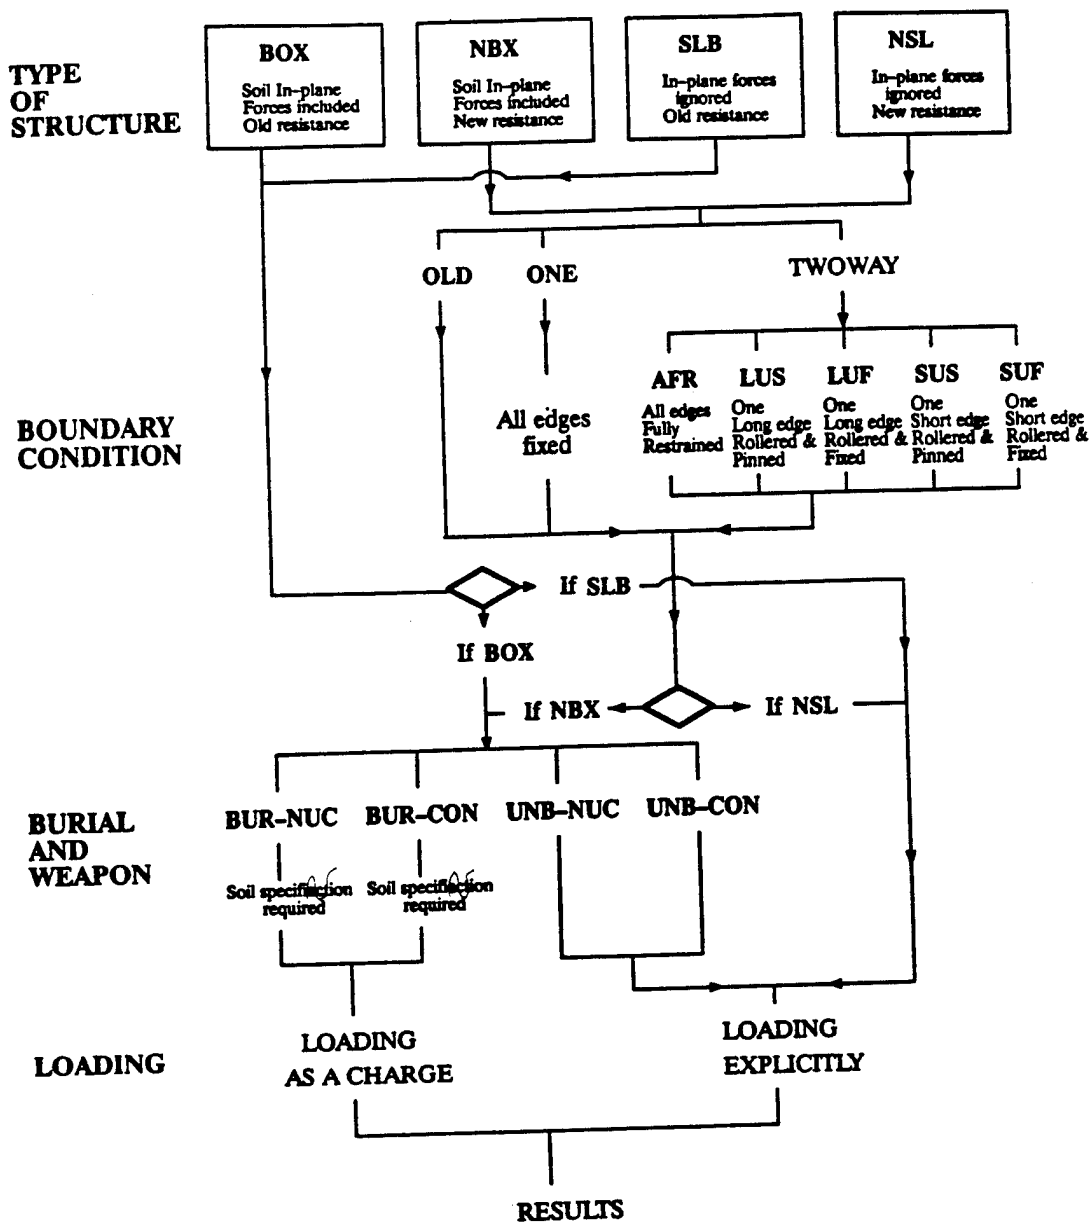 TYPE
OF
STRUCTURE
BOX
Soil In-plane
Forces included
Old resistance
NBX
Soil In-plane
Forces included
New resistance
SLB
In-plane forces
ignored
Old resistance
NSL
In-plane forces
ignored
New resistance
OLD
ONE
TWOWAY
BOUNDARY
CONDITION
All edges
fixed
AFR
All edges
Fully
Restrained
LUS
One
Long edge
Rollered &
Pinned
LUF
One
Long edge
Rollered &
Fixed
SUS
One
Short edge
Rollered &
Pinned
SUF
One
Short edge
Rollered &
Fixed
If SLB
If BOX
If NBX
If NSL
BURIAL
AND
WEAPON
BUR-NUC
BUR-CON
UNB-NUC
UNB-CON
Soil specifiaction
required
Soil specifiaction
required
LOADING
LOADING
AS A CHARGE
LOADING
EXPLICITLY
RESULTS